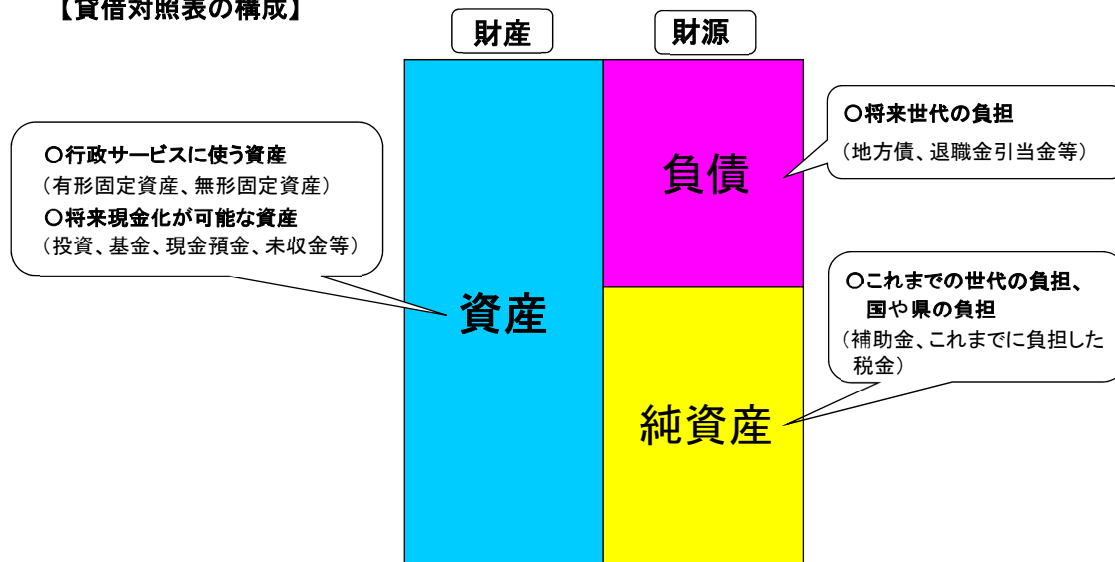 【貸借対照表の構成】
財産
財源
〇行政サービスに使う資産
（有形固定資産、無形固定資産）
〇将来現金化が可能な資産
（投資、基金、現金預金、未収金等）
資産
負債
〇将来世代の負担
（地方債、退職金引当金等）
純資産
〇これまでの世代の負担、
国や県の負担
（補助金、これまでに負担した
税金）